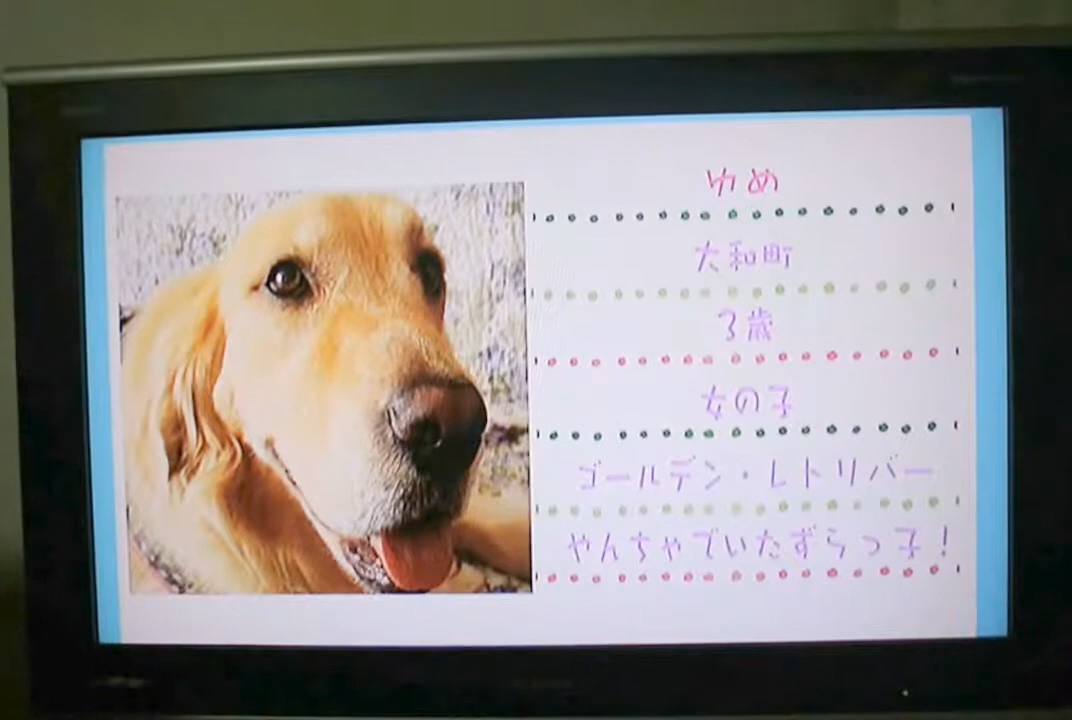 ゆめ
大和町
3歳
女の子
ゴールデン・レトリバー
やんちゃでいたずらっ子！